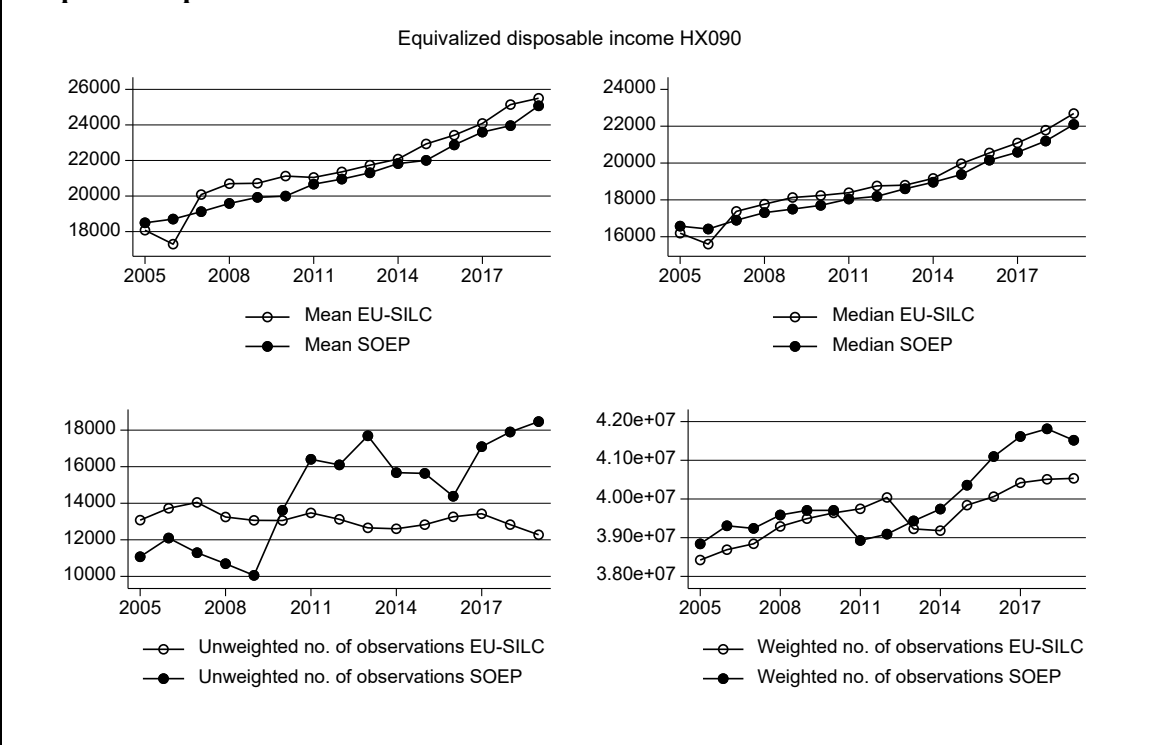 Equivalized disposable income HX090
26000
24000
22000
20000
18000
2005 2008 2011 2014 2017
Mean EU-SILC
Mean SOEP
24000
22000
20000
18000
16000
2005 2008 2011 2014 2017
Median EU-SILC
Median SOEP
18000
16000
14000
12000
10000
2005 2008 2011 2014 2017
Unweighted no. of observations EU-SILC
Unweighted no. of observations SOEP
4.20e+07
4.10e+07
4.00e+07
3.90e+07
3.80e+07
2005 2008 2011 2014 2017
Weighted no. of observations EU-SILC
Weighted no. of observations SOEP